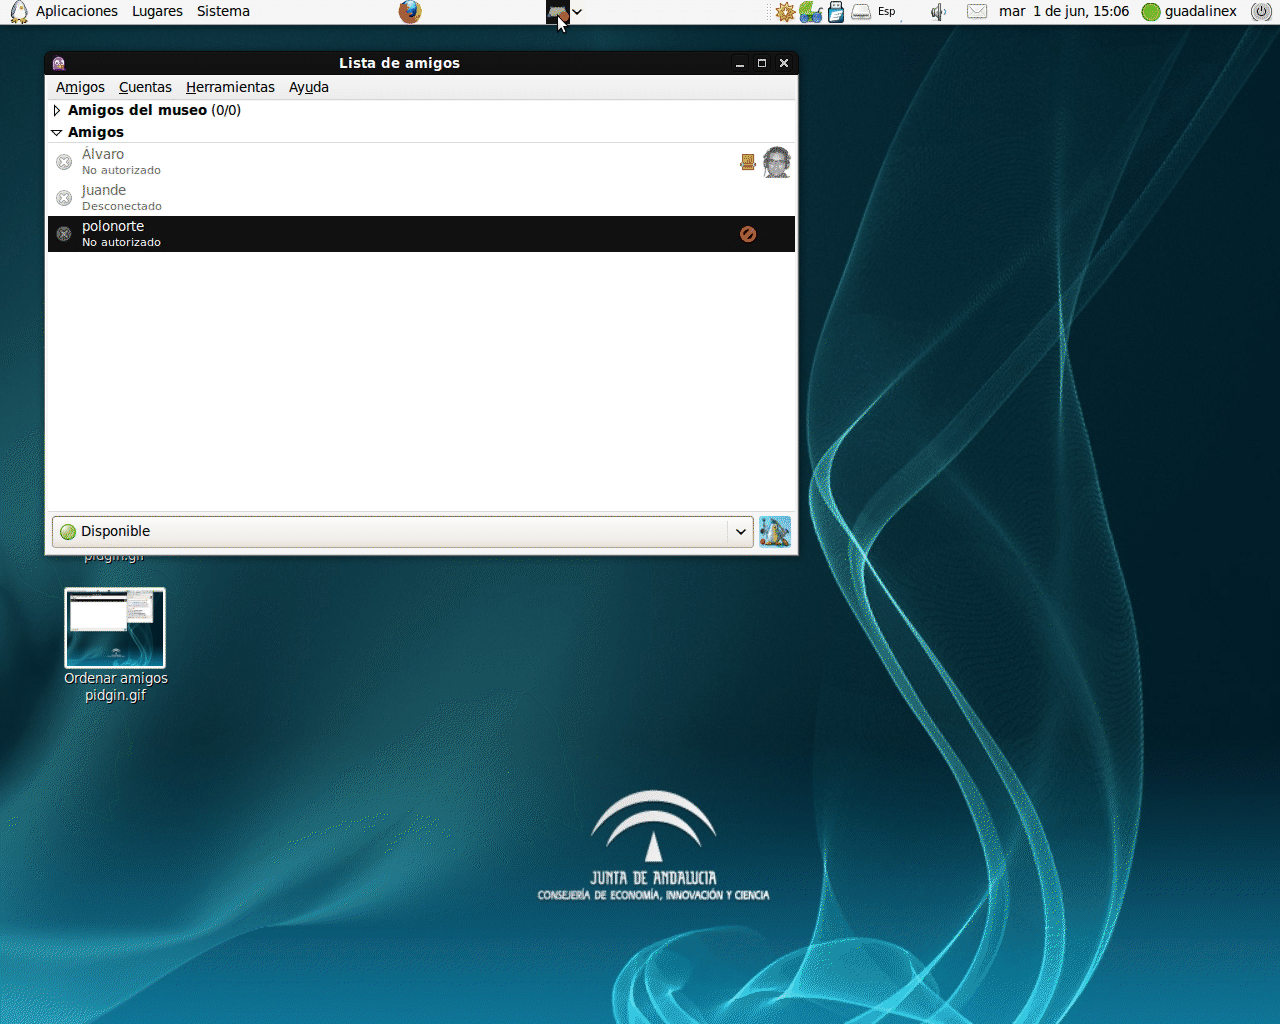 Aplicaciones Lugares Sistema Esp mar 1 de jun, 15:06 guadalinex
Lista de amigos
Amigos Cuentas Herramientas Ayuda
Amigos del museo (0/0)
Amigos
Álvaro
No autorizado
Juande
Desconectado
polonorte
No autorizado
Disponible
pidgin.gif
Ordenar amigos
pidgin.gif
JUNTA DE ANDALUCIA
CONSEJERÍA DE ECONOMÍA, INNOVACIÓN Y CIENCIA